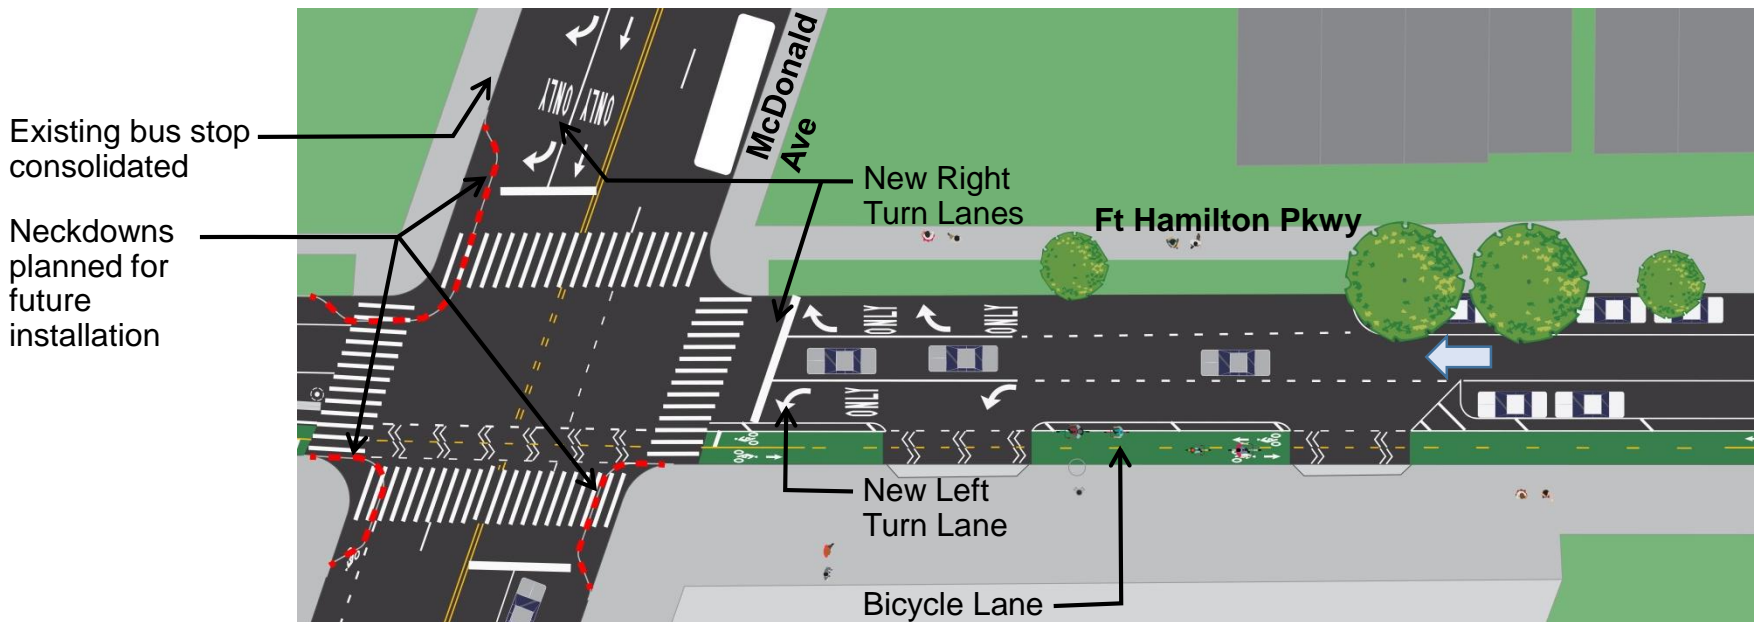 Existing bus stop
consolidated
Neckdowns
planned for
future
installation
ONLY
ONLY
McDonald
Ave
New Right
Turn Lanes
Ft Hamilton Pkwy
ONLY
ONLY
ONLY
New Left
Turn Lane
Bicycle Lane